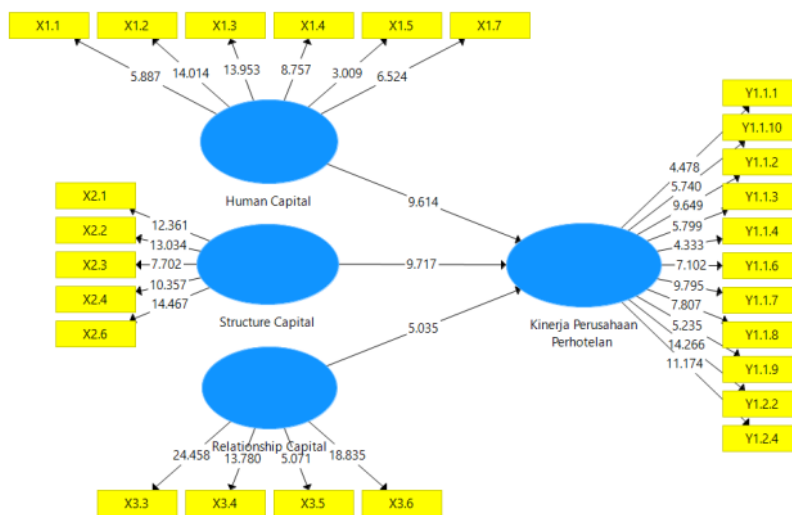 X1.1
X1.2
X1.3
X1.4
X1.5
X1.7
5.887
14.014
13.953
8.757
3.009
6.524
Human Capital
9.614
X2.1
X2.2
X2.3
X2.4
X2.6
12.361
13.034
7.702
10.357
14.467
Structure Capital
9.717
Relationship Capital
5.035
24.458
13.780
5.071
18.835
X3.3
X3.4
X3.5
X3.6
Kinerja Perusahaan
Perhotelan
4.478
5.740
9.649
5.799
4.333
7.102
9.795
7.807
5.235
14.266
11.174
Y1.1.1
Y1.1.10
Y1.1.2
Y1.1.3
Y1.1.4
Y1.1.6
Y1.1.7
Y1.1.8
Y1.1.9
Y1.2.2
Y1.2.4